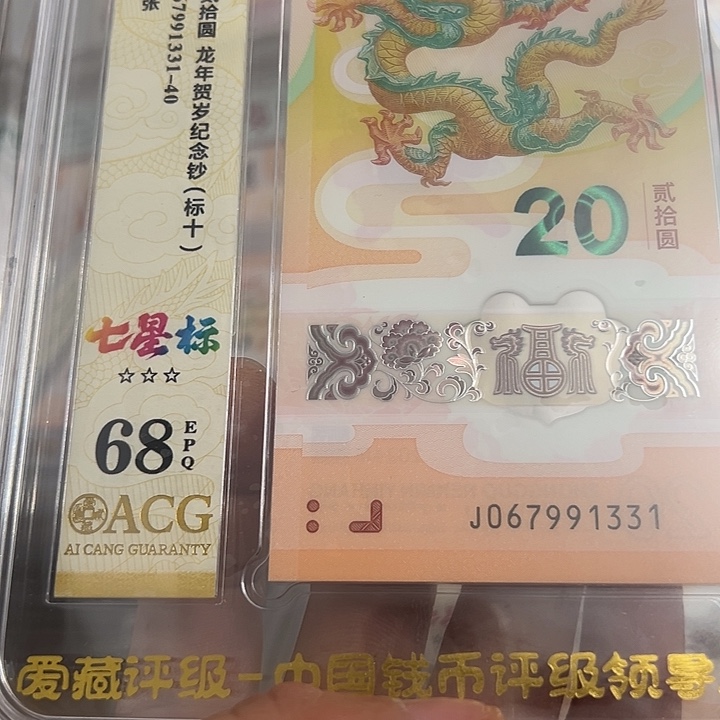 贰拾圆 龙年贺岁纪念钞(标十)
67991331-40
张
七星标
☆☆☆
68 EPQ
ACG
AI CANG GUARANTY
20
贰拾圆
J067991331
爱藏评级-中国钱币评级领导